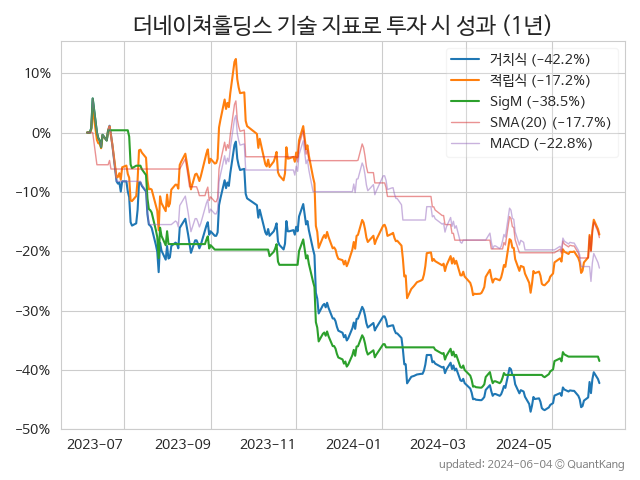 더네이쳐홀딩스 기술 지표로 투자 시 성과 (1년)
거치식 (−42.2%)
적립식 (−17.2%)
SigM (−38.5%)
SMA(20) (−17.7%)
MACD (−22.8%)
10%
0%
−10%
−20%
−30%
−40%
−50%
2023-07 2023-09 2023-11 2024-01 2024-03 2024-05
updated: 2024-06-04 © QuantKang